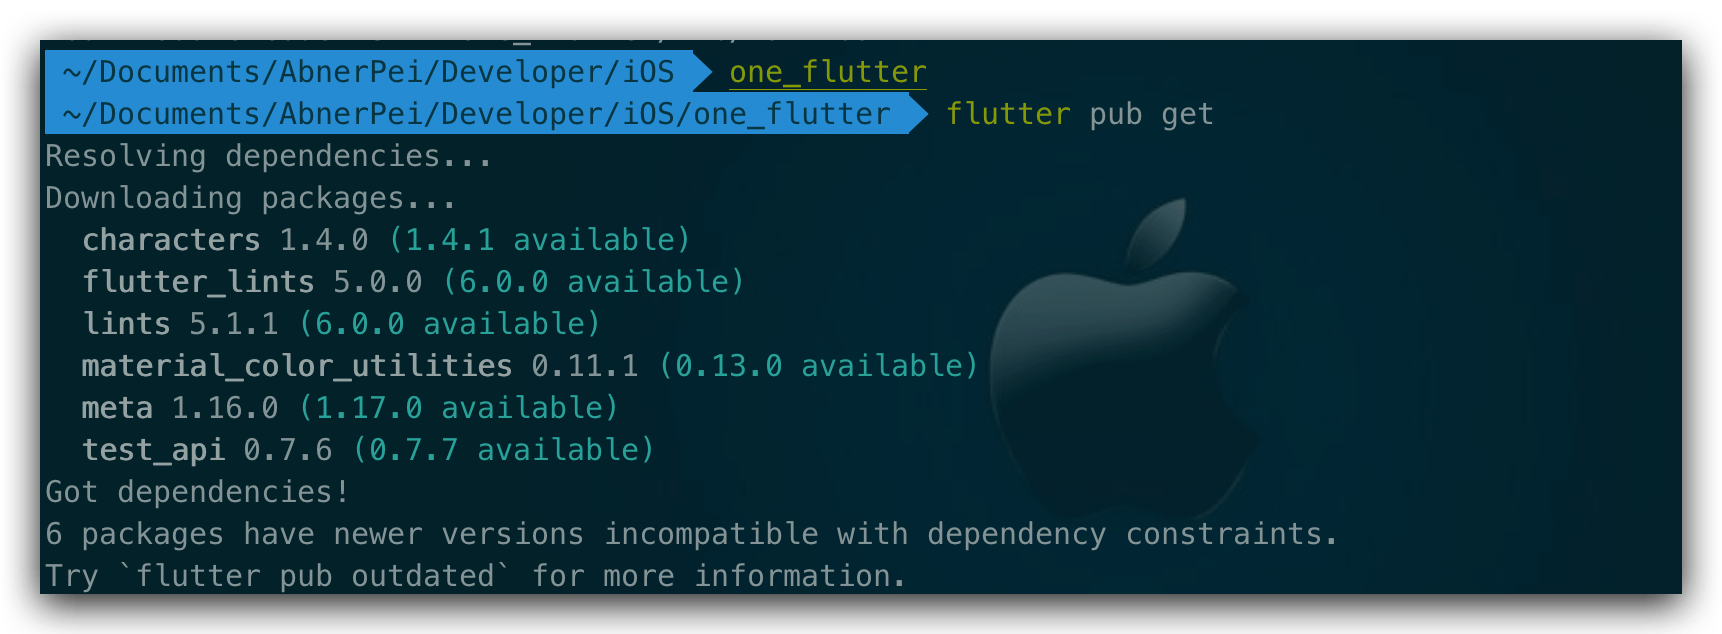 ~/Documents/AbnerPei/Developer/iOS one_flutter
~/Documents/AbnerPei/Developer/iOS/one_flutter flutter pub get
Resolving dependencies...
Downloading packages...
characters 1.4.0 (1.4.1 available)
flutter_lints 5.0.0 (6.0.0 available)
lints 5.1.1 (6.0.0 available)
material_color_utilities 0.11.1 (0.13.0 available)
meta 1.16.0 (1.17.0 available)
test_api 0.7.6 (0.7.7 available)
Got dependencies!
6 packages have newer versions incompatible with dependency constraints.
Try `flutter pub outdated` for more information.